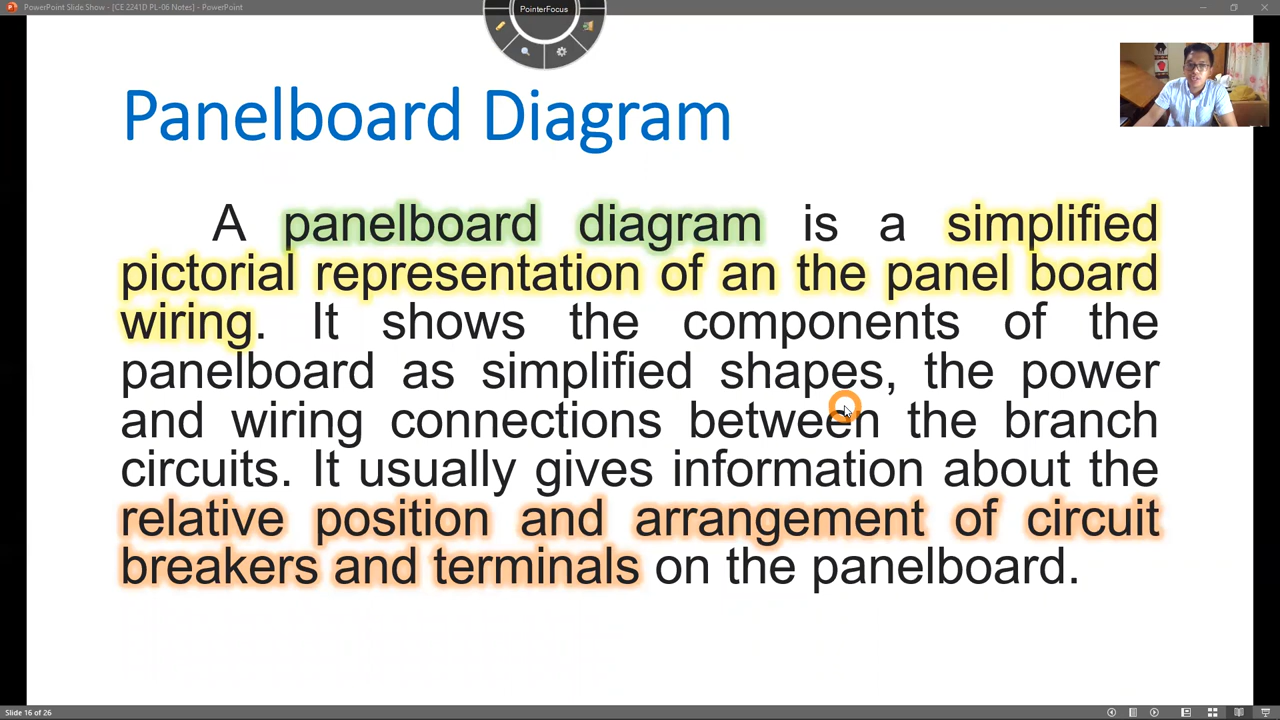 PowerPoint Slide Show - [CE 2241D PL-06 Notes] - PowerPoint
PointerFocus
Panelboard Diagram
A panelboard diagram is a simplified
pictorial representation of an the panel board
wiring. It shows the components of the
panelboard as simplified shapes, the power
and wiring connections between the branch
circuits. It usually gives information about the
relative position and arrangement of circuit
breakers and terminals on the panelboard.
Slide 16 of 26